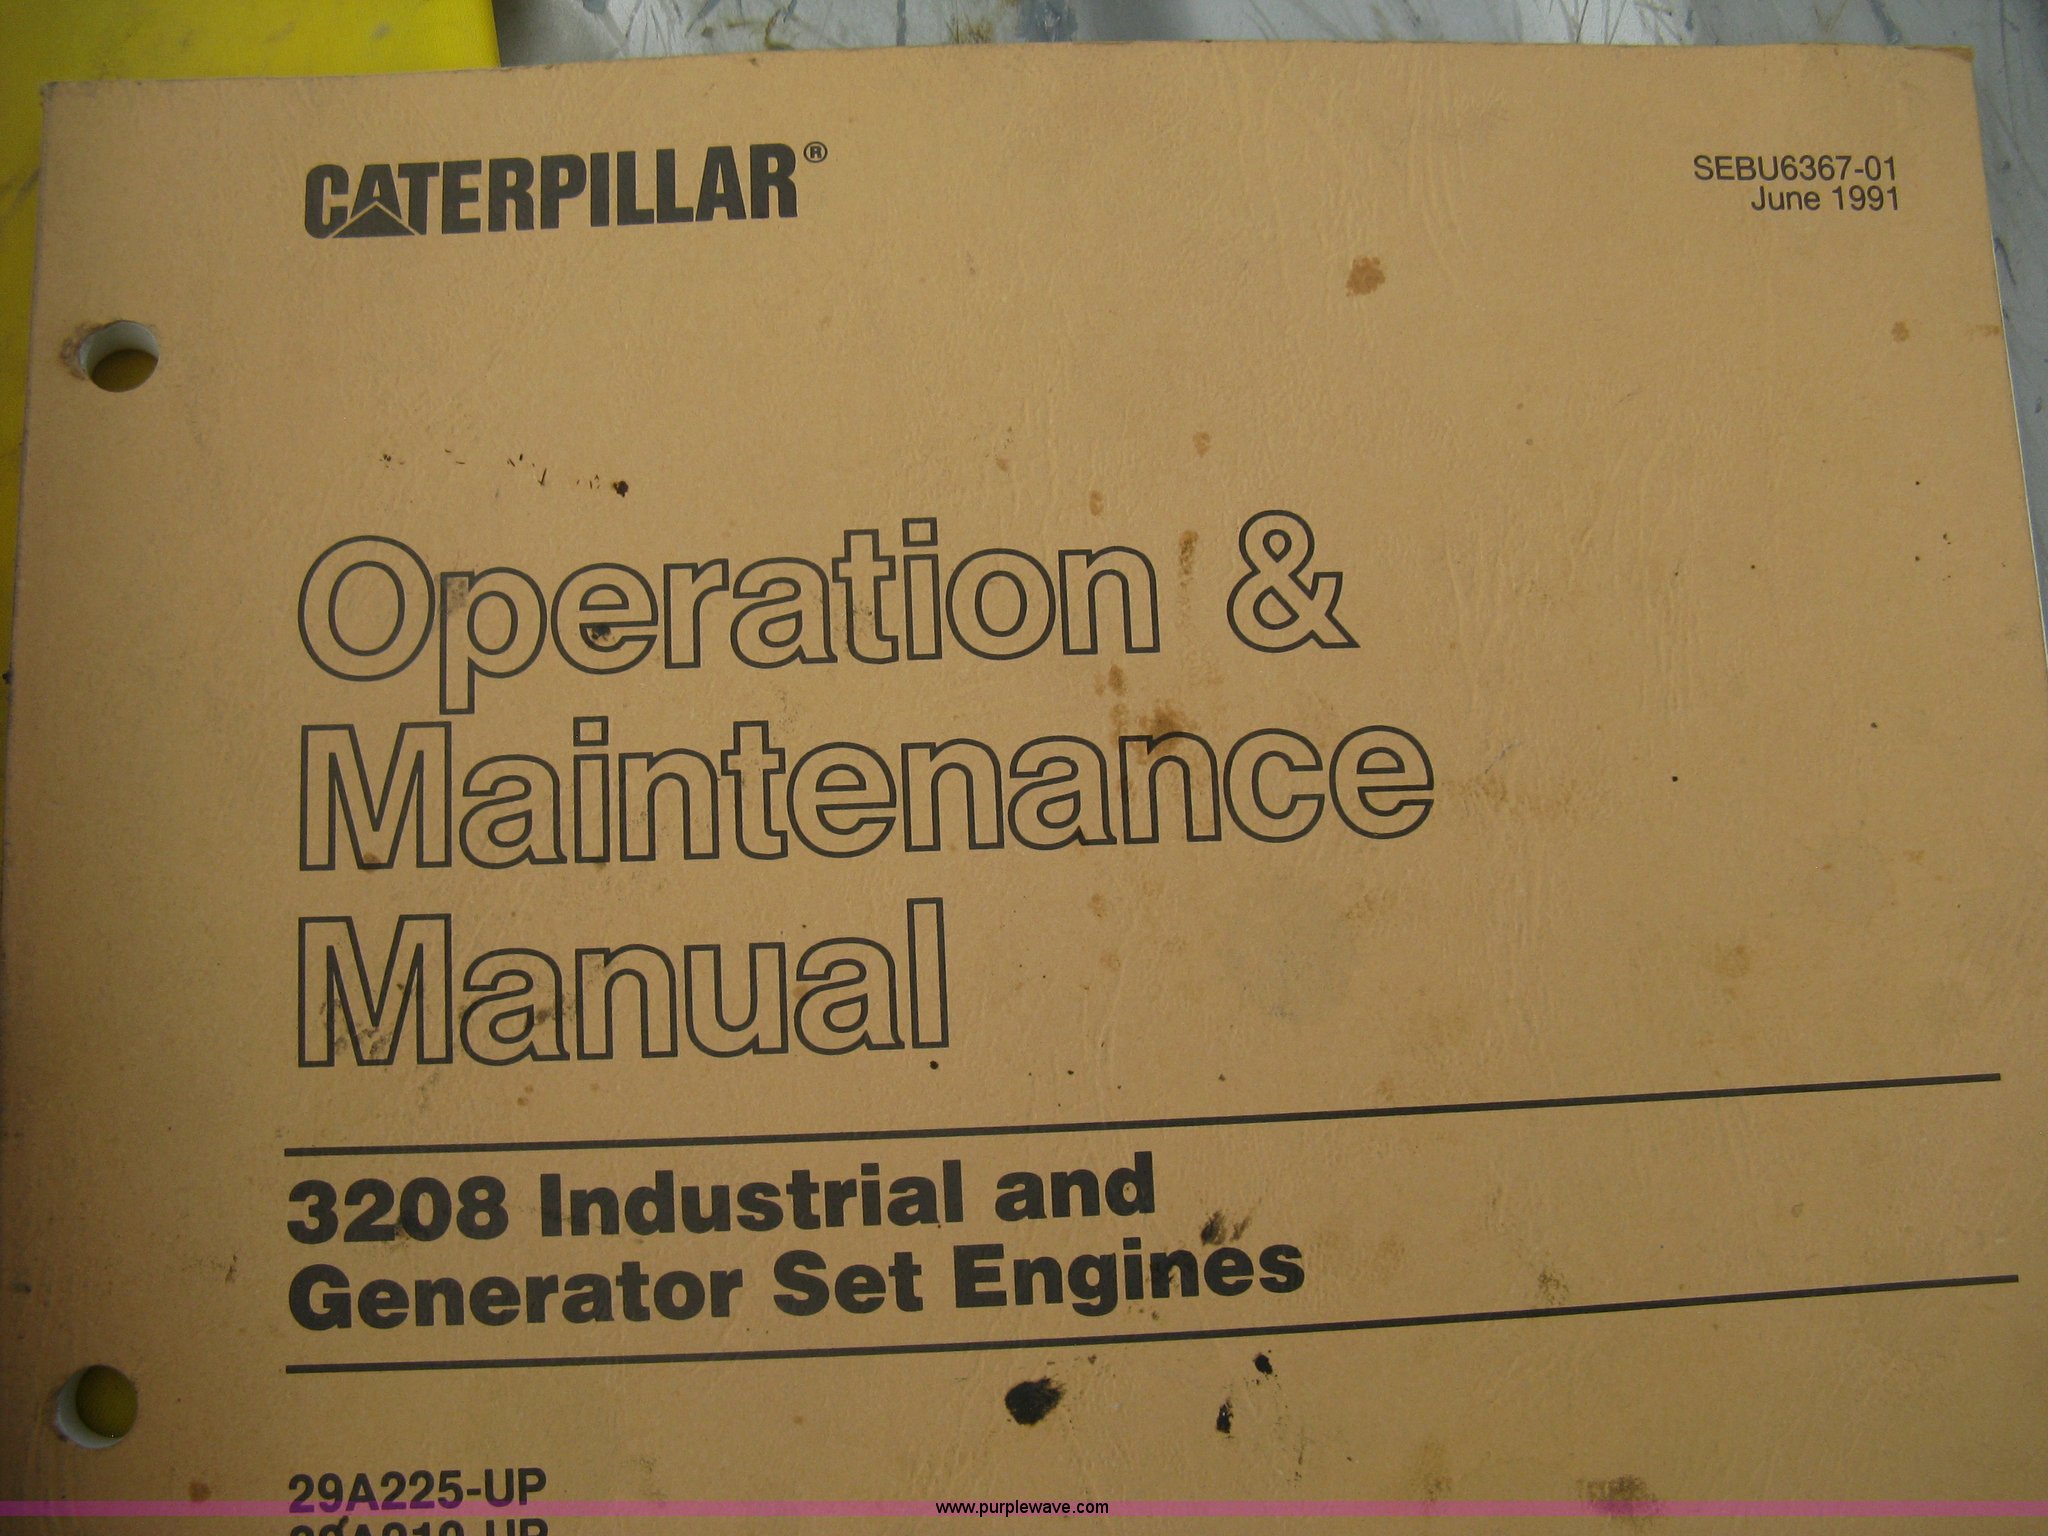 CATERPILLAR®
SEBU6367-01
June 1991
Operation &
Maintenance
Manual
3208 Industrial and
Generator Set Engines
29A225-UP
www.purplewave.com